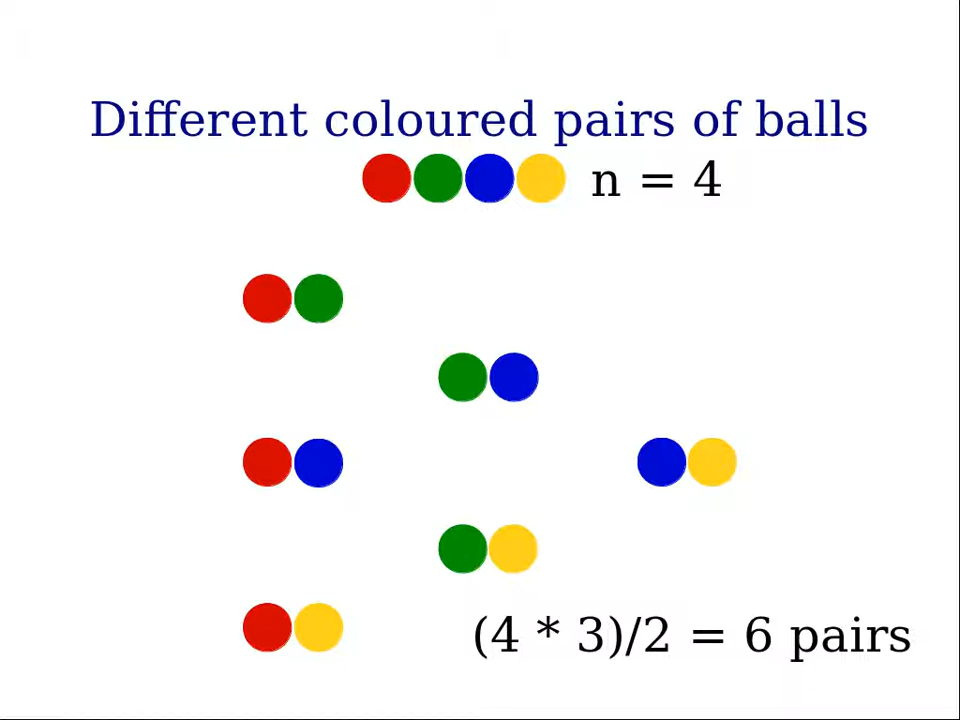 Different coloured pairs of balls
n = 4
(4 * 3)/2 = 6 pairs